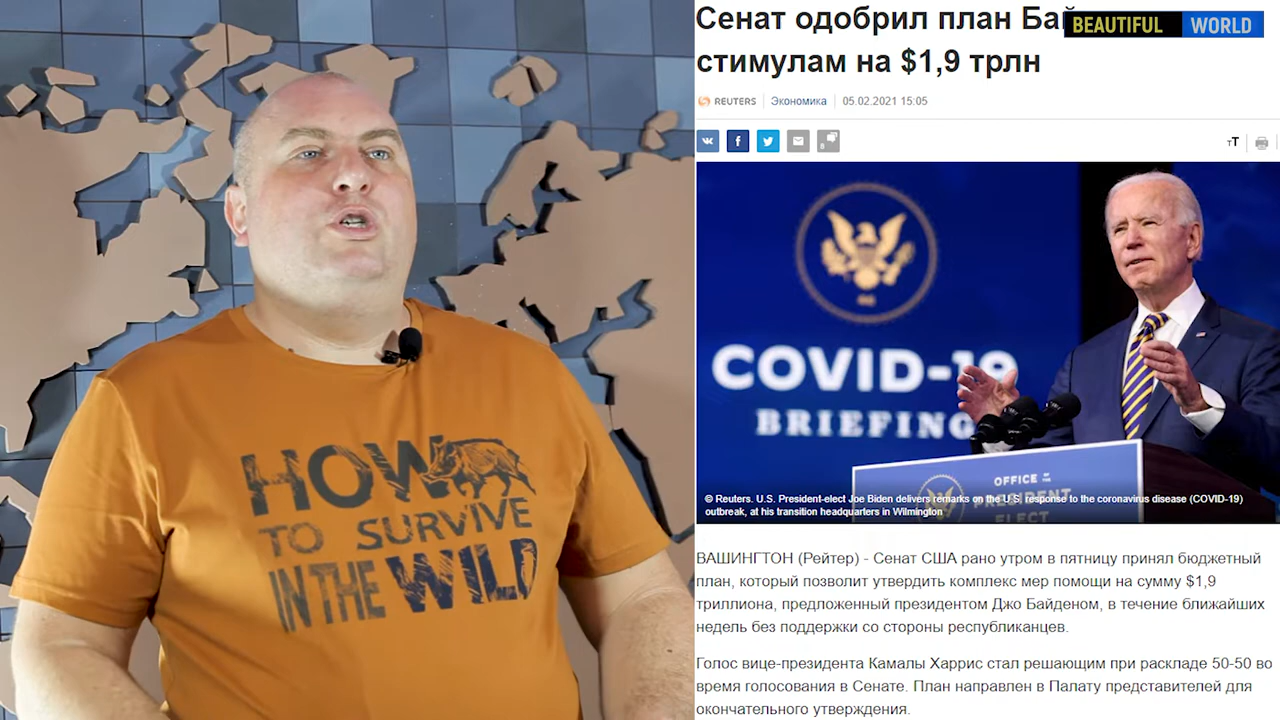 Сенат одобрил план
стимулам на $1,9 трлн
BEAUTIFUL WORLD
REUTERS Экономика 05.02.2021 15:05
тТ
COVID-19
BRIEFING
OFFICE OF THE
PRESIDENT
ELECT
© Reuters. U.S. President-elect Joe Biden delivers remarks on the U.S. response to the coronavirus disease (COVID-19)
outbreak, at his transition headquarters in Wilmington
ВАШИНГТОН (Рейтер) - Сенат США рано утром в пятницу принял бюджетный
план, который позволит утвердить комплекс мер помощи на сумму $1,9
триллиона, предложенный президентом Джо Байденом, в течение ближайших
недель без поддержки со стороны республиканцев.
Голос вице-президента Камалы Харрис стал решающим при раскладе 50-50 во
время голосования в Сенате. План направлен в Палату представителей для
окончательного утверждения.
HOW
TO SURVIVE
IN THE WILD